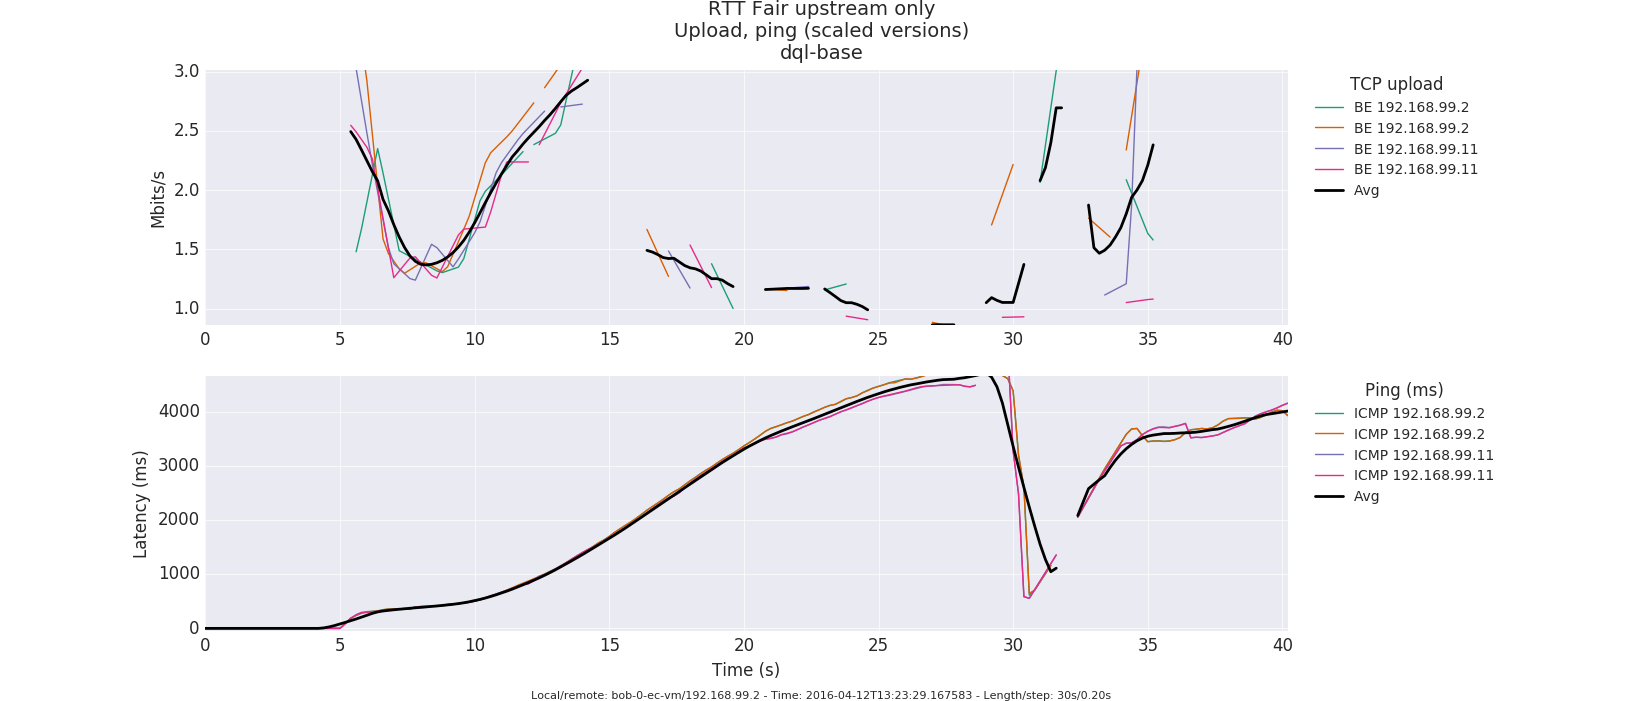 RTT Fair upstream only
Upload, ping (scaled versions)
dql-base
3.0
2.5
2.0
1.5
1.0
Mbits/s
0 5 10 15 20 25 30 35 40
TCP upload
BE 192.168.99.2
BE 192.168.99.2
BE 192.168.99.11
BE 192.168.99.11
Avg
4000
3000
2000
1000
0
Latency (ms)
0 5 10 15 20 25 30 35 40
Time (s)
Ping (ms)
ICMP 192.168.99.2
ICMP 192.168.99.2
ICMP 192.168.99.11
ICMP 192.168.99.11
Avg
Local/remote: bob-0-ec-vm/192.168.99.2 - Time: 2016-04-12T13:23:29.167583 - Length/step: 30s/0.20s